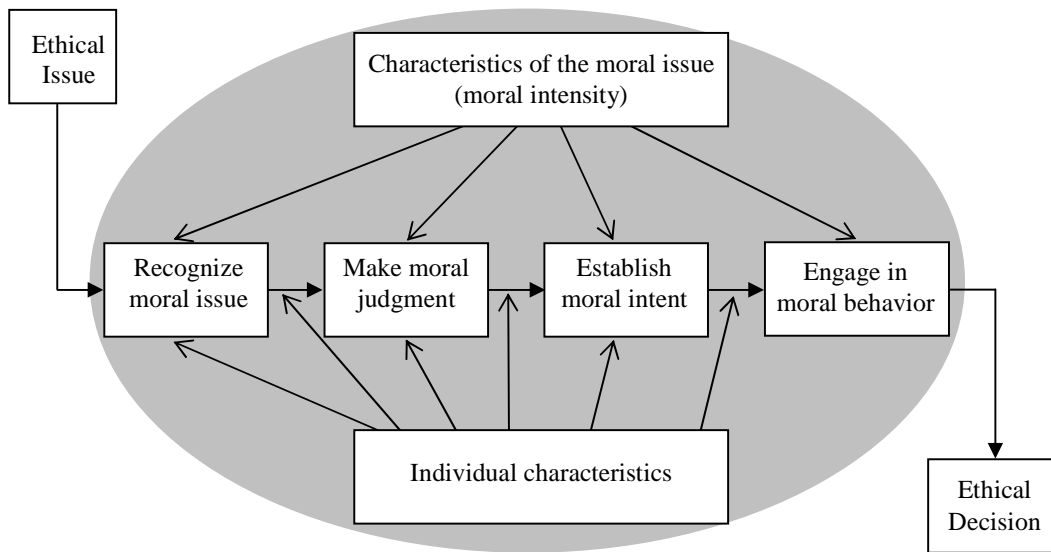 Ethical
Issue
Characteristics of the moral issue
(moral intensity)
Recognize
moral issue
Make moral
judgment
Establish
moral intent
Engage in
moral behavior
Individual characteristics
Ethical
Decision